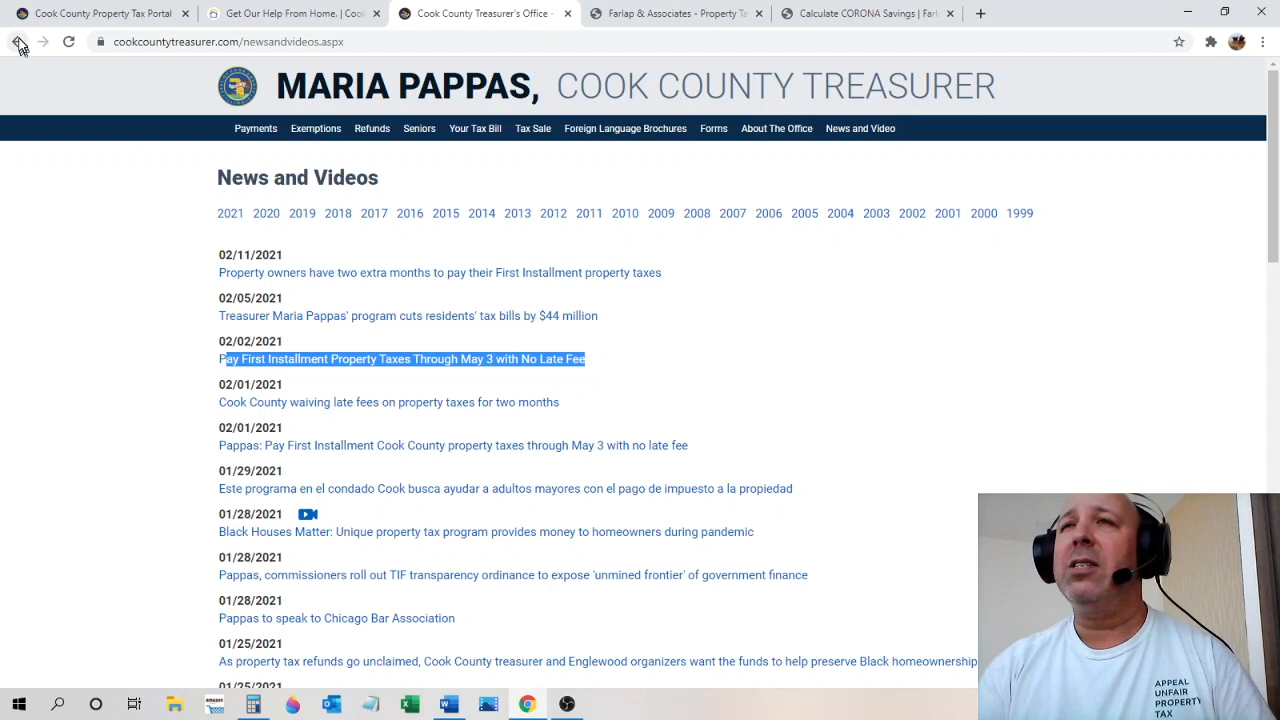 Cook County Property Tax Portal
Get Our Help From Home. | Cook
Cook County Treasurer's Office -
Farlap & Associates - Property Ta
Calculate CORONA Savings | Farl
cookcountytreasurer.com/newsandvideos.aspx
MARIA PAPPAS, COOK COUNTY TREASURER
Payments Exemptions Refunds Seniors Your Tax Bill Tax Sale Foreign Language Brochures Forms About The Office News and Video
News and Videos
2021 2020 2019 2018 2017 2016 2015 2014 2013 2012 2011 2010 2009 2008 2007 2006 2005 2004 2003 2002 2001 2000 1999
02/11/2021
Property owners have two extra months to pay their First Installment property taxes
02/05/2021
Treasurer Maria Pappas' program cuts residents' tax bills by $44 million
02/02/2021
Pay First Installment Property Taxes Through May 3 with No Late Fee
02/01/2021
Cook County waiving late fees on property taxes for two months
02/01/2021
Pappas: Pay First Installment Cook County property taxes through May 3 with no late fee
01/29/2021
Este programa en el condado Cook busca ayudar a adultos mayores con el pago de impuesto a la propiedad
01/28/2021
Black Houses Matter: Unique property tax program provides money to homeowners during pandemic
01/28/2021
Pappas, commissioners roll out TIF transparency ordinance to expose 'unmined frontier' of government finance
01/28/2021
Pappas to speak to Chicago Bar Association
01/25/2021
As property tax refunds go unclaimed, Cook County treasurer and Englewood organizers want the funds to help preserve Black homeownership
01/25/2021
APPEAL
UNFAIR
PROPERTY
TAX
amazon